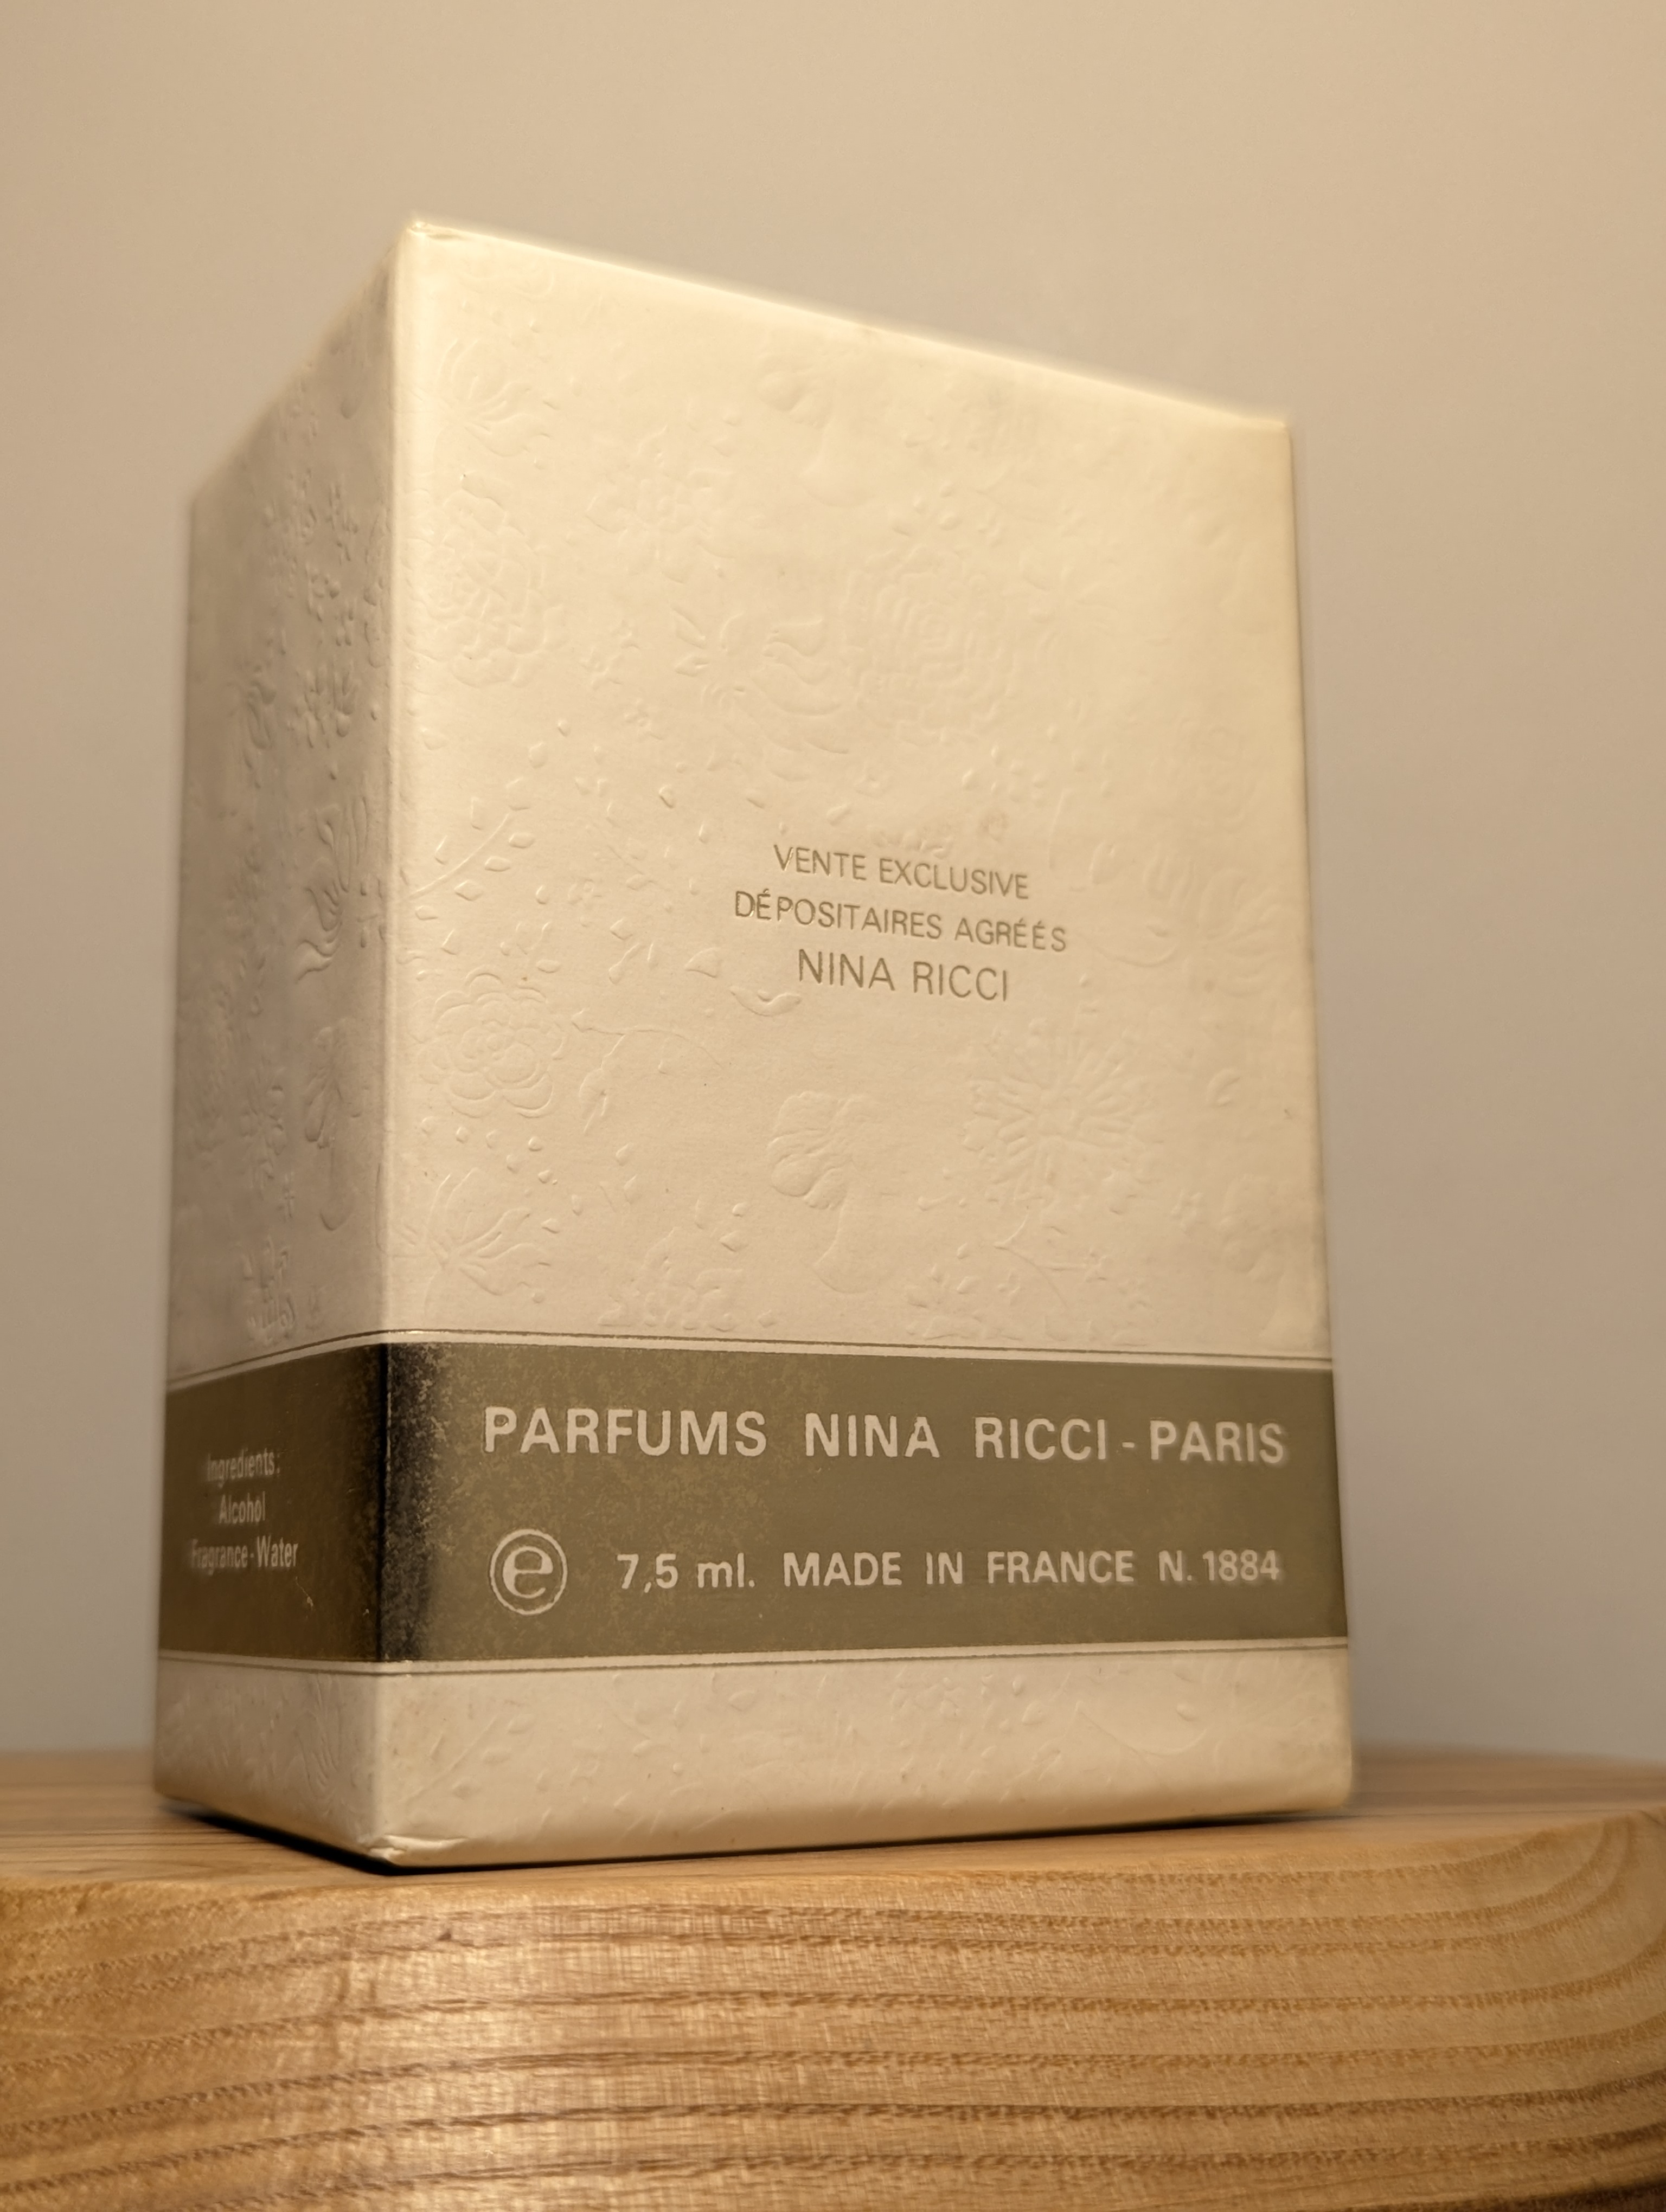 VENTE EXCLUSIVE
DÉPOSITAIRES AGRÉÉS
NINA RICCI
PARFUMS NINA RICCI - PARIS
e 7,5 ml. MADE IN FRANCE N. 1884
Ingredients:
Alcohol
Fragrance-Water